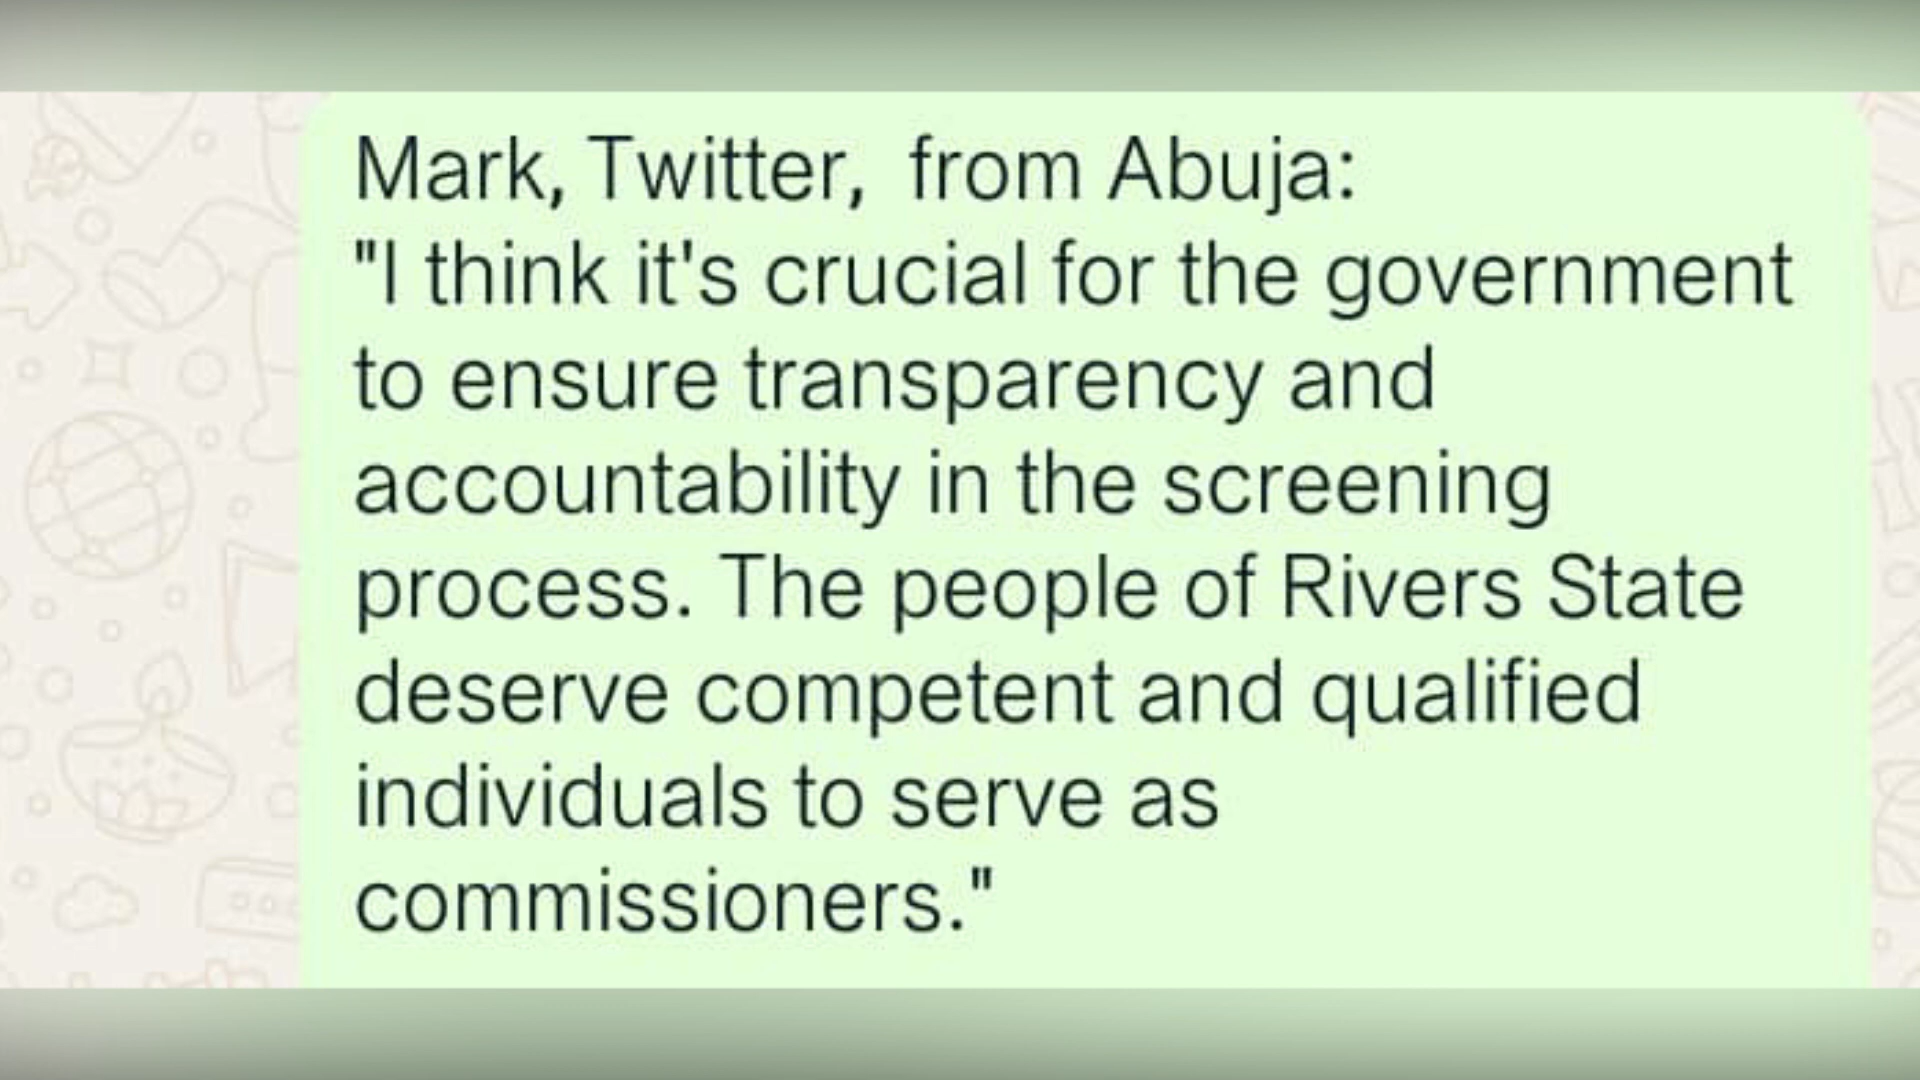 Mark, Twitter,  from Abuja:
"I think it's crucial for the government
to ensure transparency and
accountability in the screening
process. The people of Rivers State
deserve competent and qualified
individuals to serve as
commissioners."